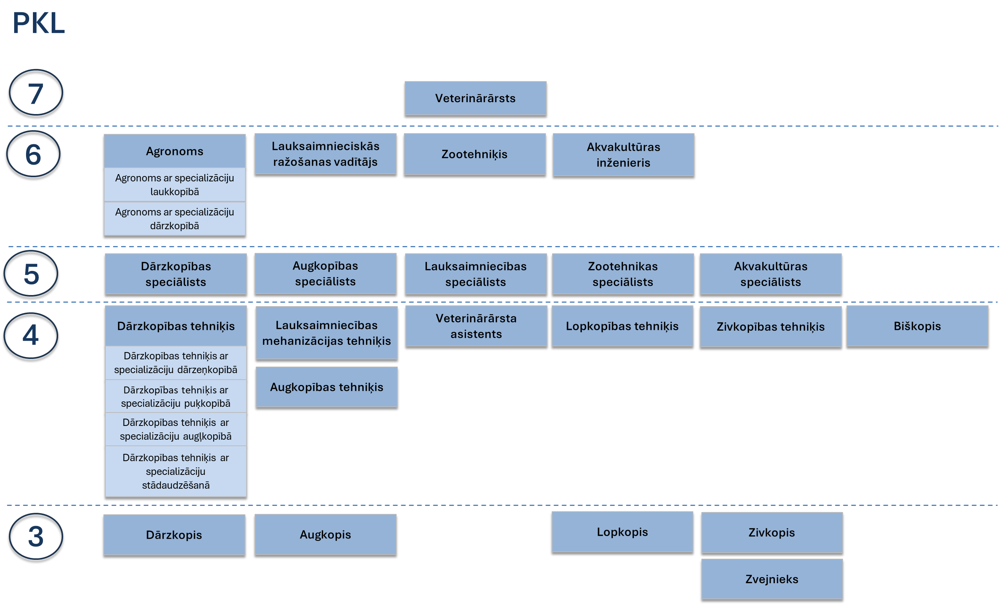 PKL
7
Veterinārārsts
6
Agronoms
Agronoms ar specializāciju
laukkopībā
Agronoms ar specializāciju
dārzkopībā
Lauksaimnieciskās
ražošanas vadītājs
Zootehniķis
Akvakultūras
inženieris
5
Dārzkopības
speciālists
Augkopības
speciālists
Lauksaimniecības
speciālists
Zootehnikas
speciālists
Akvakultūras
speciālists
4
Dārzkopības tehniķis
Dārzkopības tehniķis ar
specializāciju dārzeņkopībā
Dārzkopības tehniķis ar
specializāciju puķkopībā
Dārzkopības tehniķis ar
specializāciju augļkopībā
Dārzkopības tehniķis ar
specializāciju
stādaudzēšanā
Lauksaimniecības
mehanizācijas tehniķis
Augkopības tehniķis
Veterinārārsta
asistents
Lopkopības tehniķis
Zivkopības tehniķis
Biškopis
3
Dārzkopis
Augkopis
Lopkopis
Zivkopis
Zvejnieks